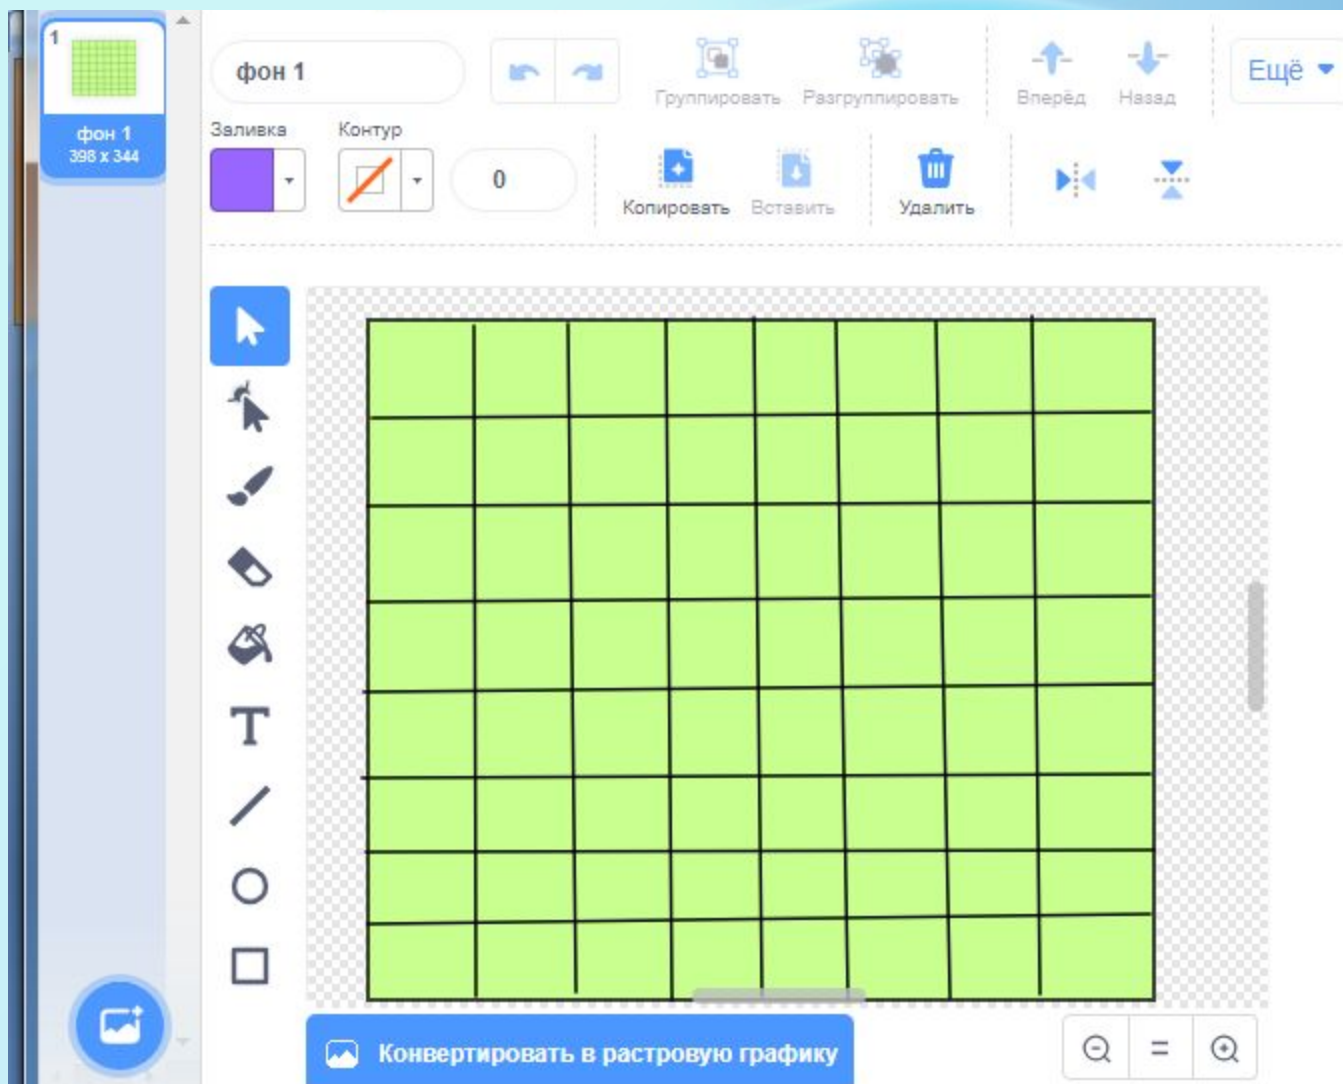 1
фон 1
398 x 344
фон 1
Группировать
Разгруппировать
Вперёд
Назад
Ещё
Заливка
Контур
0
Копировать
Вставить
Удалить
T
Конвертировать в растровую графику
=